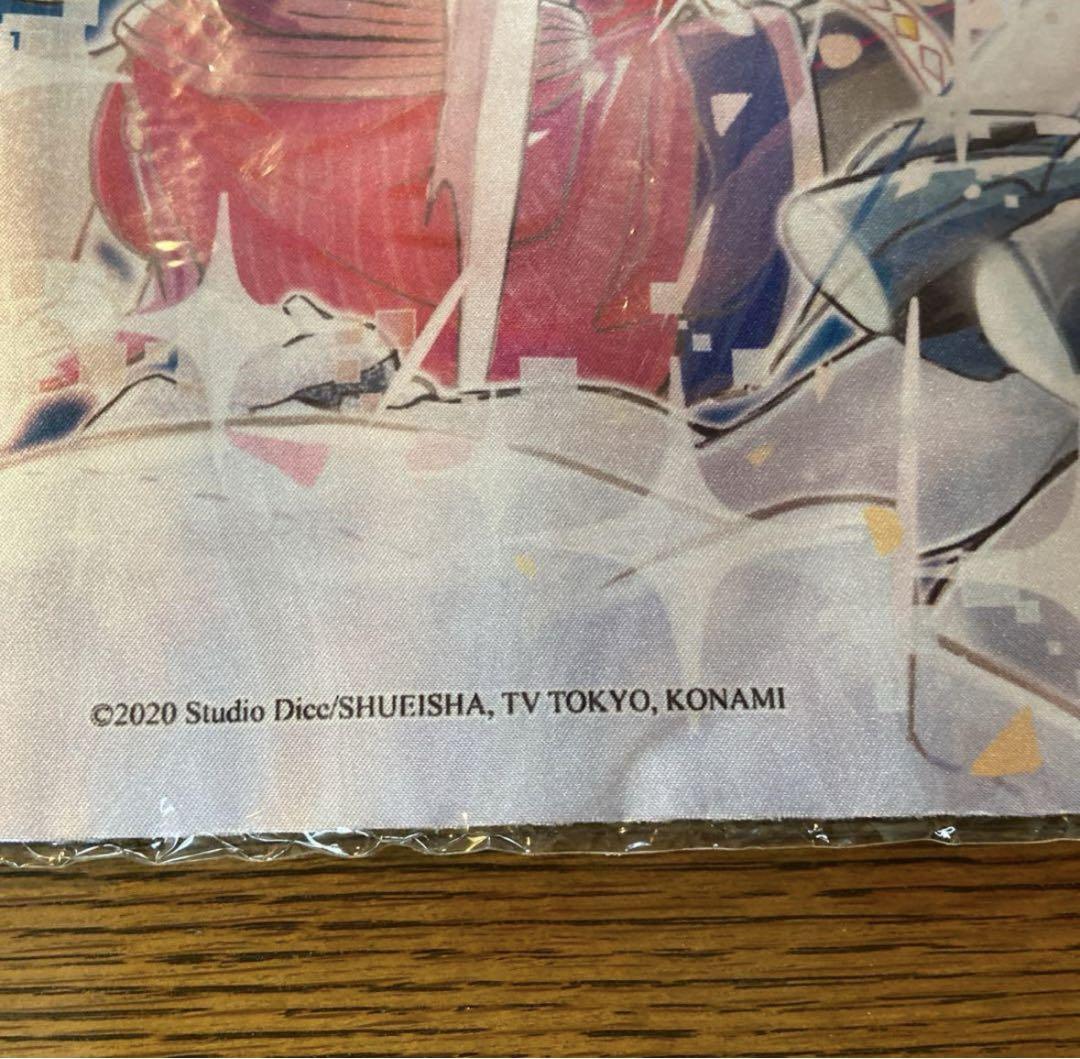 ©2020 Studio Dice/SHUEISHA, TV TOKYO, KONAMI